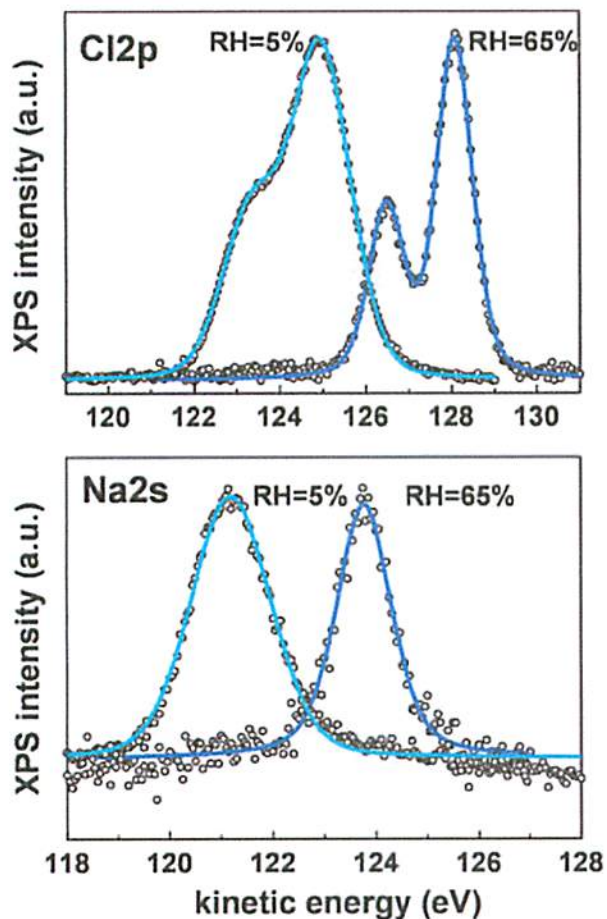 Cl2p
RH=5%
RH=65%
XPS intensity (a.u.)
120 122 124 126 128 130
Na2s
RH=5%
RH=65%
XPS intensity (a.u.)
118 120 122 124 126 128
kinetic energy (eV)